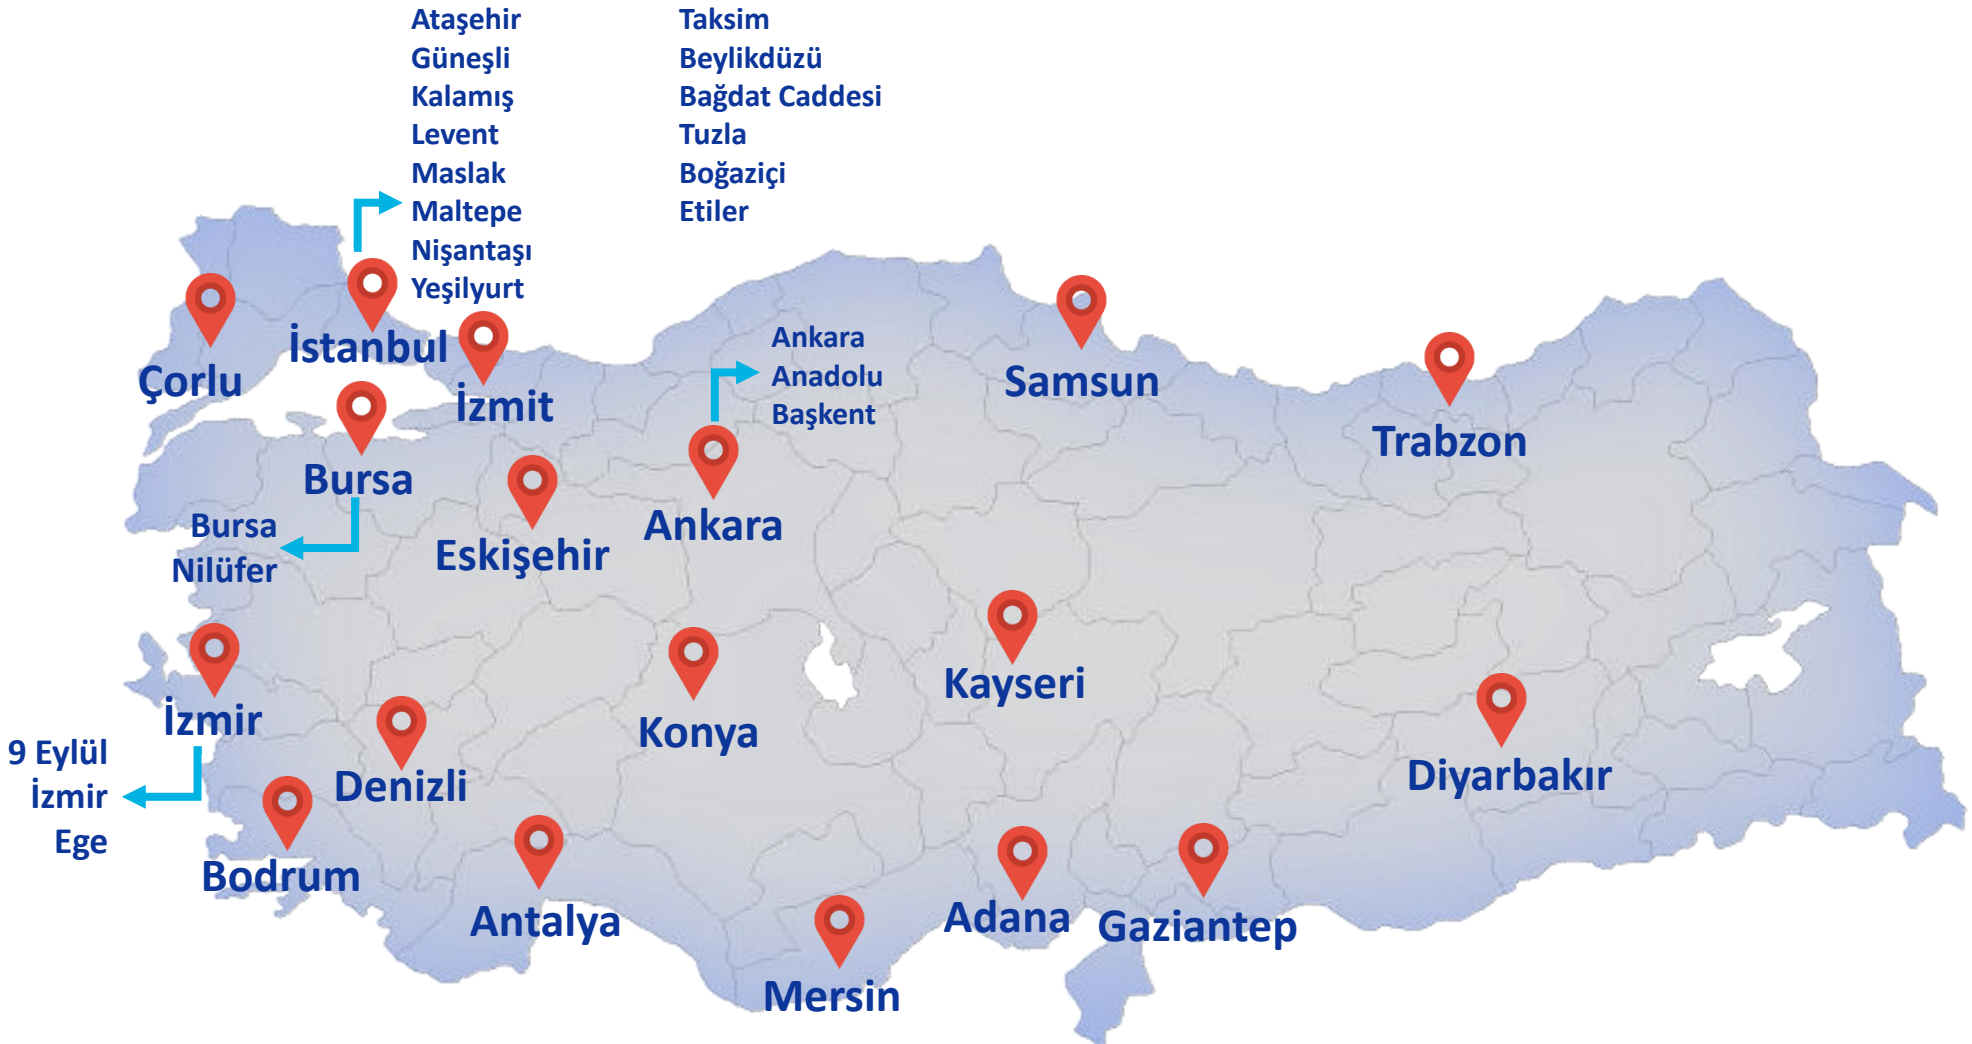 Ataşehir
Güneşli
Kalamış
Levent
Maslak
Maltepe
Nişantaşı
Yeşilyurt
Taksim
Beylikdüzü
Bağdat Caddesi
Tuzla
Boğaziçi
Etiler
İstanbul
Çorlu
İzmit
Ankara
Anadolu
Başkent
Samsun
Trabzon
Bursa
Bursa
Nilüfer
Eskişehir
Ankara
Kayseri
İzmir
9 Eylül
İzmir
Ege
Konya
Denizli
Diyarbakır
Bodrum
Antalya
Adana
Gaziantep
Mersin